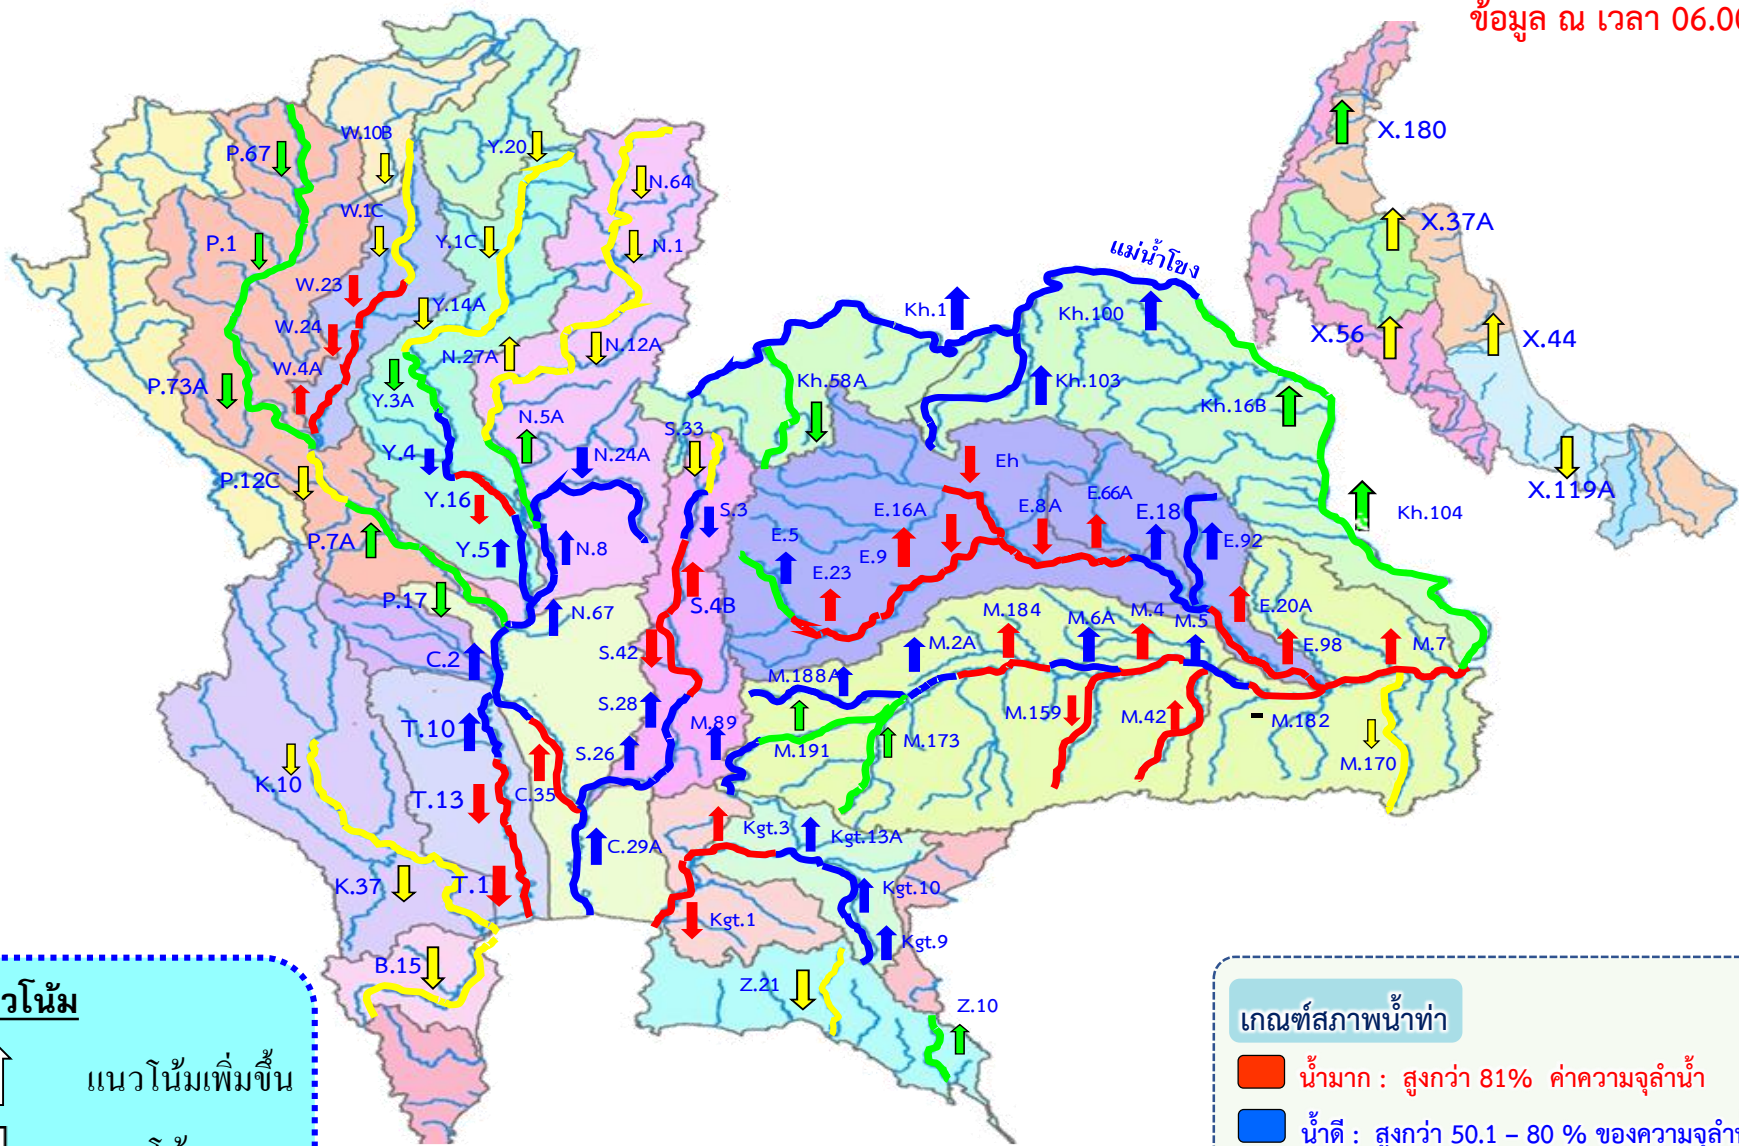 ข้อมูล ณ เวลา 06.00
W.10B
P.67
Y.20
N.64
X.180
W.1C
P.1
Y.1C
N.1
X.37A
แม่น้ำโขง
W.23
Y.14A
Kh.1
Kh.100
W.24
N.27A
N.12A
X.56
X.44
W.4A
P.73A
Y.3A
Kh.58A
Kh.103
Kh.16B
N.5A
S.33
Y.4
N.24A
Eh
P.12C
Y.16
S.3
E.16A
E.8A
E.66A
E.18
X.119A
Kh.104
P.7A
Y.5
N.8
E.5
E.9
E.92
E.23
P.17
N.67
S.4B
M.184
M.6A
M.4
M.5
E.20A
C.2
S.42
M.2A
E.98
M.7
M.188A
S.28
M.89
M.159
M.42
M.182
T.10
S.26
M.191
M.173
M.170
K.10
T.13
C.35
Kgt.3
Kgt.13A
C.29A
K.37
T.1
Kgt.10
Kgt.1
Kgt.9
B.15
Z.21
Z.10
วโน้ม
เกณฑ์สภาพน้ำท่า
แนวโน้มเพิ่มขึ้น
น้ำมาก : สูงกว่า 81% ค่าความจุลำน้ำ
น้ำดี : สูงกว่า 50.1 – 80 % ของความจุลำ